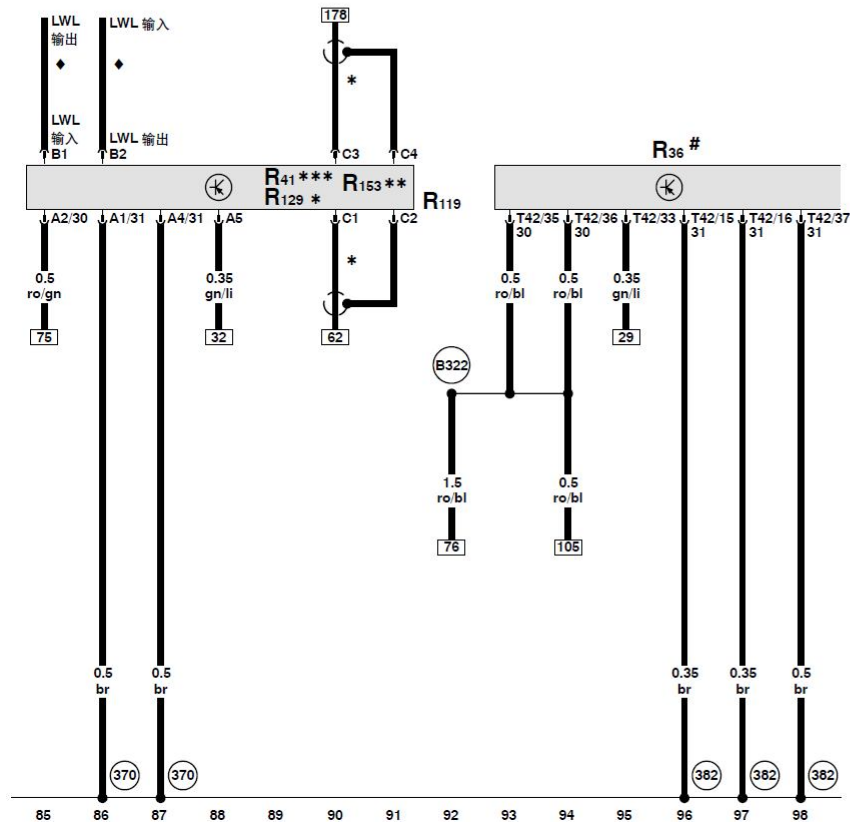 LWL
输出
LWL 输入
178
♦
♦
*
LWL
输入
LWL 输出
B1
B2
C3
C4
R36 #
R41 *** R153 **
R129 *
R119
A2/30
A1/31
A4/31
A5
C1
C2
T42/35
30
T42/36
30
T42/33
T42/15
31
T42/16
31
T42/37
31
*
0.5
ro/gn
0.35
gn/li
0.5
ro/bl
0.5
ro/bl
0.35
gn/li
75
32
62
29
B322
1.5
ro/bl
0.5
ro/bl
76
105
0.5
br
0.5
br
0.35
br
0.35
br
0.5
br
370
370
382
382
382
85 86 87 88 89 90 91 92 93 94 95 96 97 98